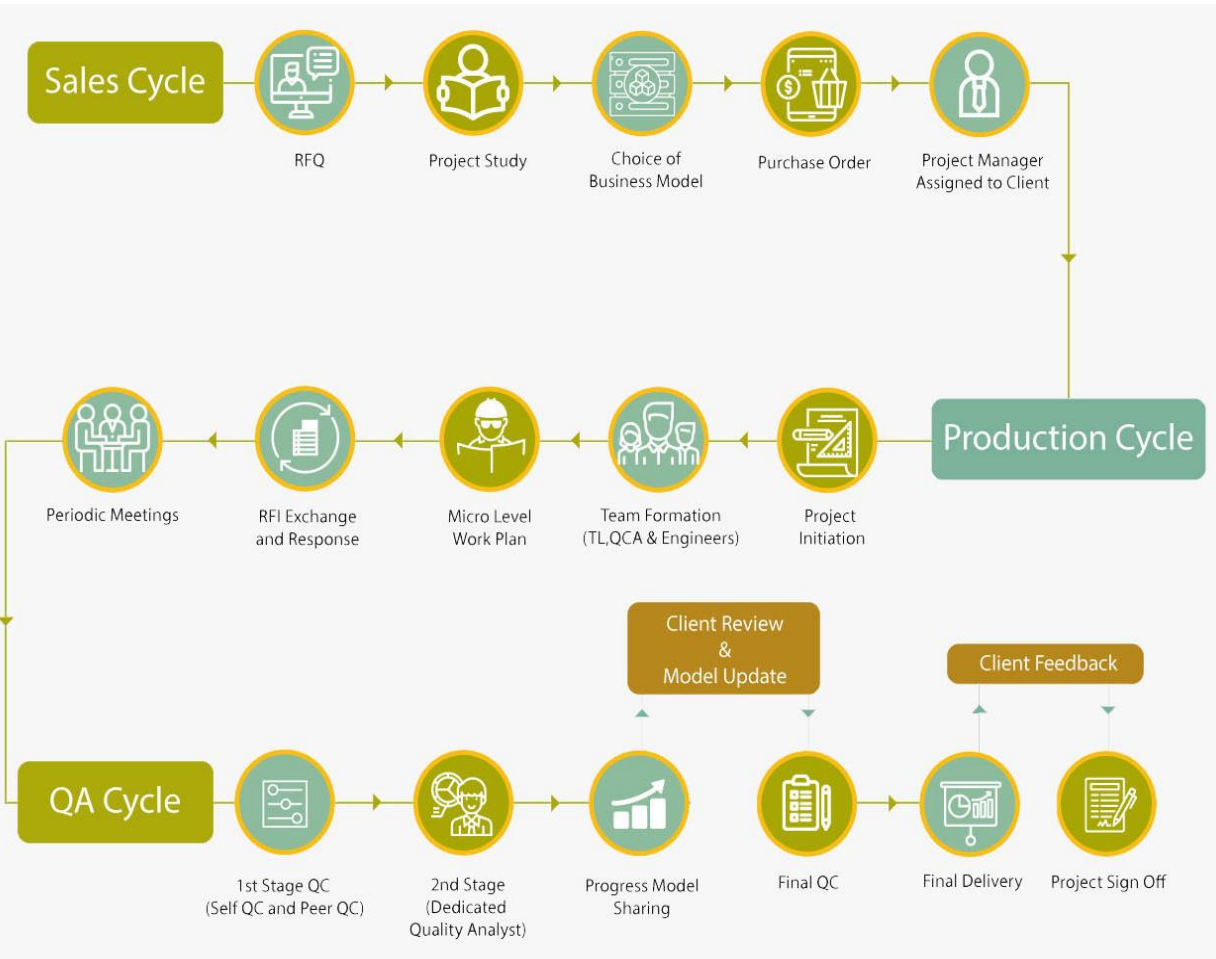 Sales Cycle
RFQ
Project Study
Choice of
Business Model
Purchase Order
Project Manager
Assigned to Client
Production Cycle
Project
Initiation
Team Formation
(TL,QCA & Engineers)
Micro Level
Work Plan
RFI Exchange
and Response
Periodic Meetings
QA Cycle
1st Stage QC
(Self QC and Peer QC)
2nd Stage
(Dedicated
Quality Analyst)
Progress Model
Sharing
Client Review
&
Model Update
Final QC
Final Delivery
Client Feedback
Project Sign Off